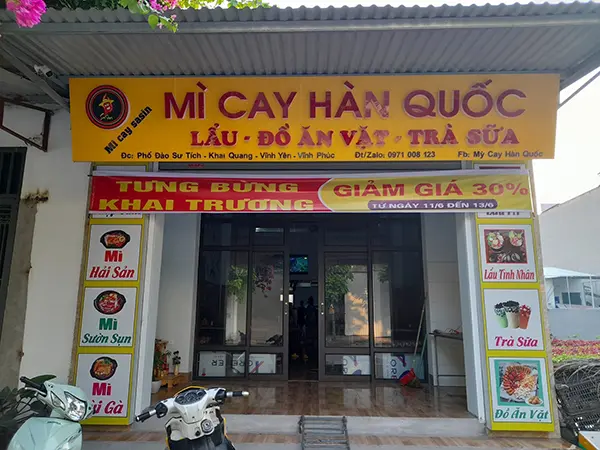 MÌ CAY HÀN QUỐC
Mì cay sasin
LẨU - ĐỒ ĂN VẶT - TRÀ SỮA
Đc: Phố Đào Sư Tích - Khai Quang - Vĩnh Yên - Vĩnh Phúc Đt/Zalo: 0971 008 123 Fb: Mỳ Cay Hàn Quốc
TƯNG BỪNG
KHAI TRƯƠNG
GIẢM GIÁ 30%
TỪ NGÀY 11/6 ĐẾN 13/6
Mì
Hải Sản
Mì
Sườn Sụn
Mì
Gà
Lẩu Tình Nhân
Trà Sữa
Đồ Ăn Vặt